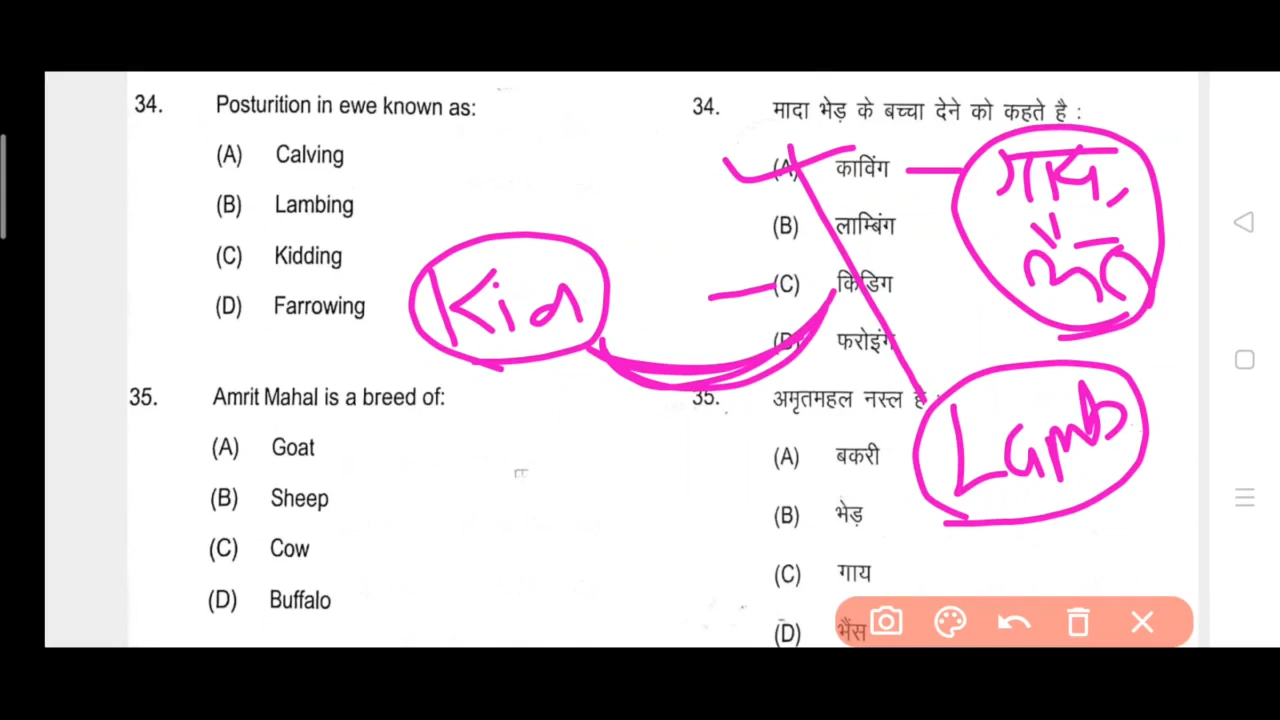 34. Posturition in ewe known as:
(A) Calving
(B) Lambing
(C) Kidding
(D) Farrowing
Kid
35. Amrit Mahal is a breed of:
(A) Goat
(B) Sheep
(C) Cow
(D) Buffalo
34. मादा भेड़ के बच्चा देने को कहते है :
(A) काविंग
(B) लाम्बिंग
(C) किडिंग
(D) फरोइंग
गाय,
Lamb
35. अमृतमहल नस्ल है :
(A) बकरी
(B) भेड़
(C) गाय
(D) भैंस